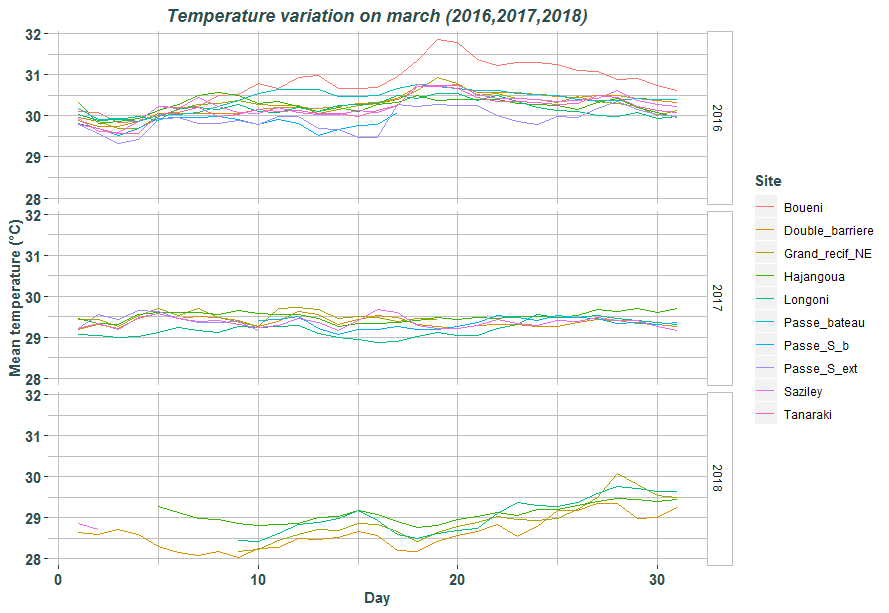 Temperature variation on march (2016,2017,2018)
Mean temperature (°C)
32
31
30
29
28
2016
32
31
30
29
28
2017
32
31
30
29
28
2018
0
10
20
30
Day
Site
Boueni
Double_barriere
Grand_recif_NE
Hajangoua
Longoni
Passe_bateau
Passe_S_b
Passe_S_ext
Saziley
Tanaraki